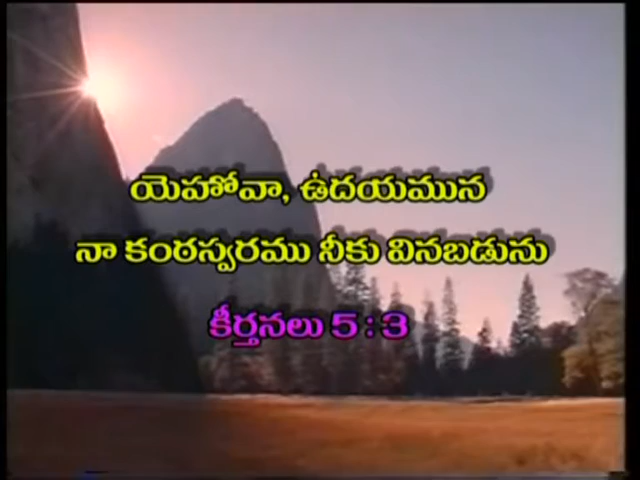 యెహోవా, ఉదయమున
నా కంఠస్వరము నీకు వినబడును
కీర్తనలు 5 : 3